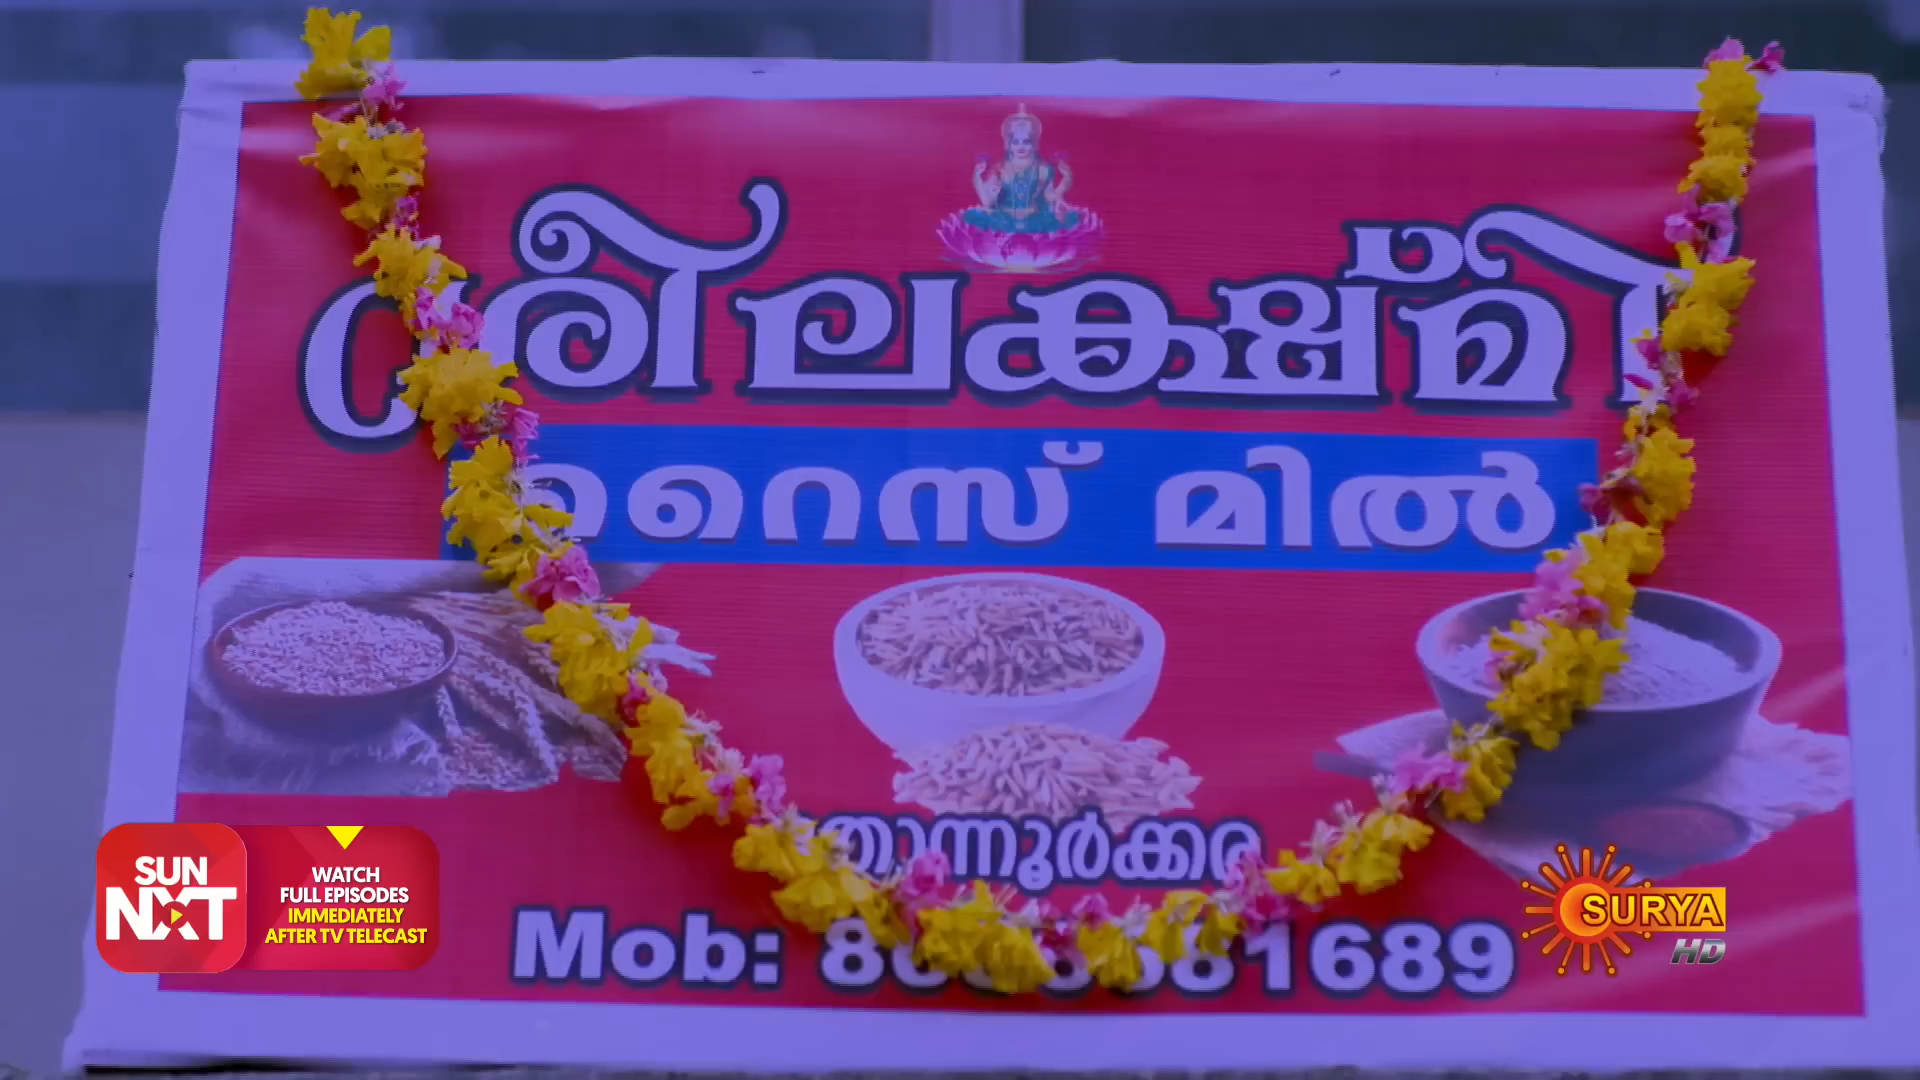 ശ്രീലക്ഷ്മി
റൈസ് മിൽ
Mob:
SUN
NXT
WATCH
FULL EPISODES
IMMEDIATELY
AFTER TV TELECAST
SURYA
HD